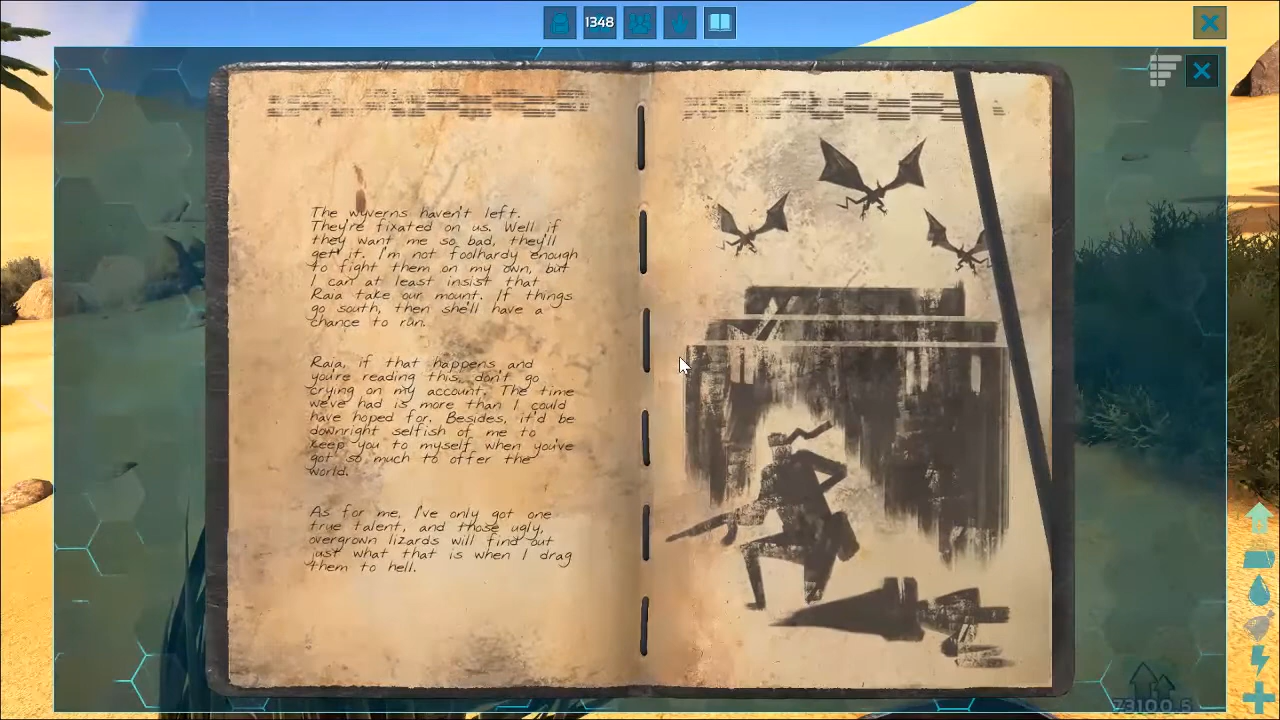 1348
The wyverns haven't left.
They're fixated on us. Well if
they want me so bad, they'll
get it. I'm not foolhardy enough
to fight them on my own, but
I can at least insist that
Raia take our mount. If things
go south, then she'll have a
chance to run.
Raia, if that happens and
you're reading this, don't go
crying on my account. The time
we've had is more than I could
have hoped for. Besides, it'd be
downright selfish of me to
keep you to myself when you've
got so much to offer the
world.
As for me, I've only got one
true talent, and those ugly,
overgrown lizards will find out
just what that is when I drag
them to hell.
23100.5